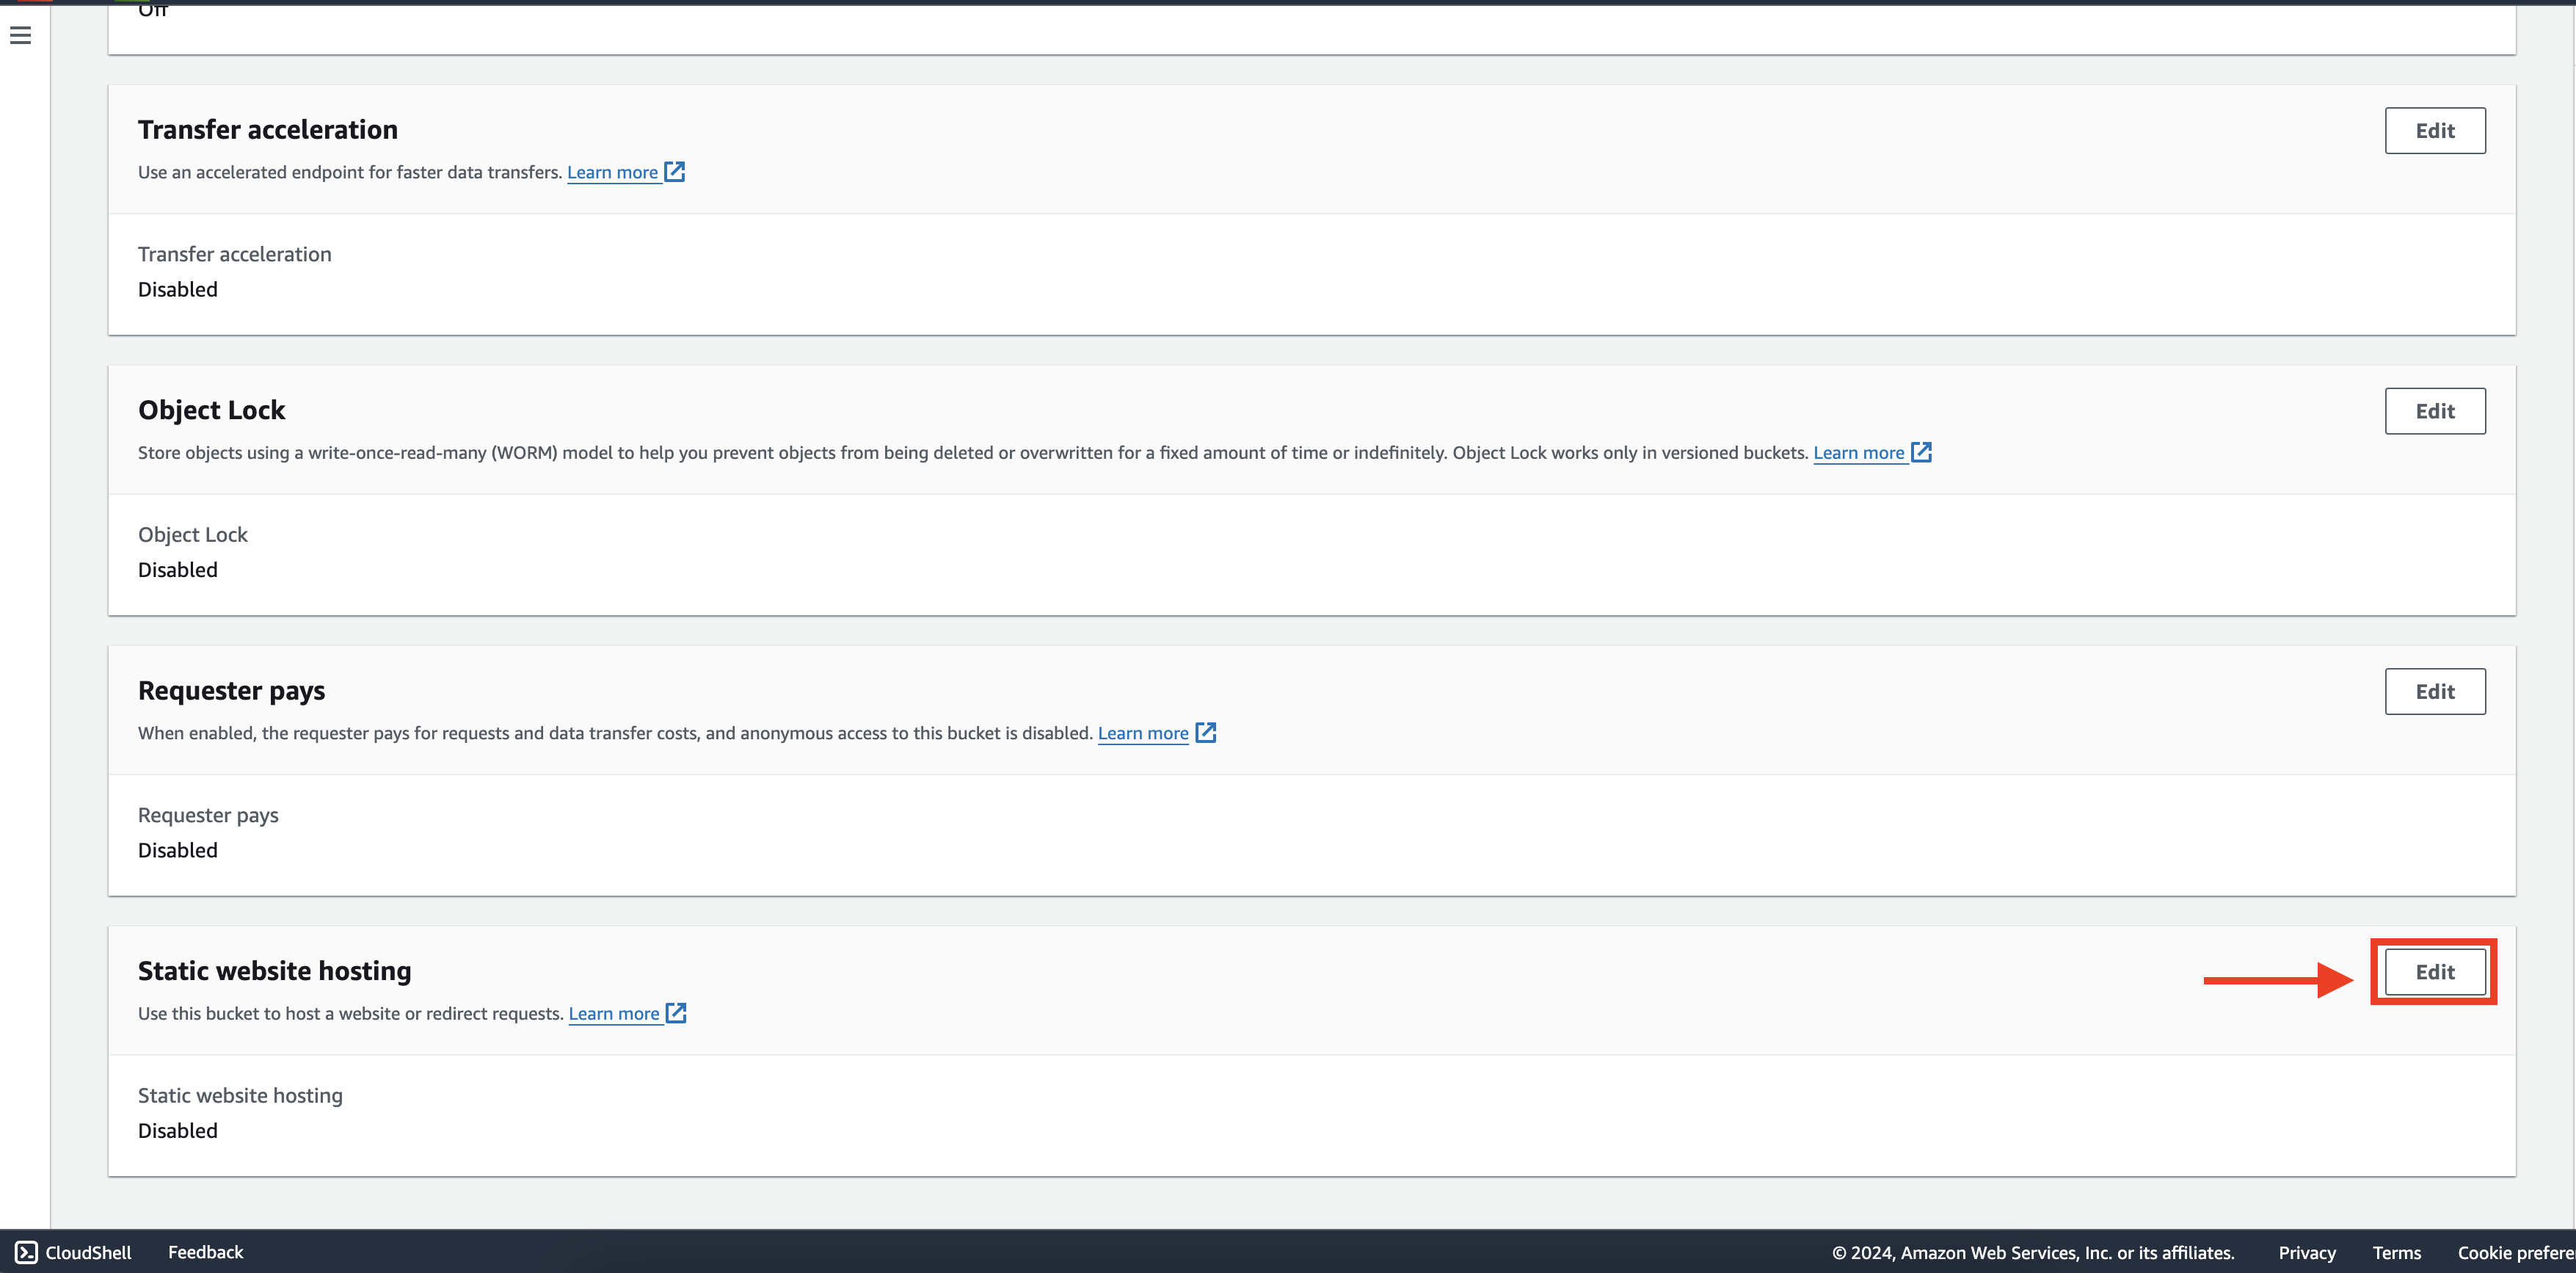 Off
Transfer acceleration
Edit
Use an accelerated endpoint for faster data transfers. Learn more
Transfer acceleration
Disabled
Object Lock
Edit
Store objects using a write-once-read-many (WORM) model to help you prevent objects from being deleted or overwritten for a fixed amount of time or indefinitely. Object Lock works only in versioned buckets. Learn more
Object Lock
Disabled
Requester pays
Edit
When enabled, the requester pays for requests and data transfer costs, and anonymous access to this bucket is disabled. Learn more
Requester pays
Disabled
Static website hosting
Edit
Use this bucket to host a website or redirect requests. Learn more
Static website hosting
Disabled
CloudShell Feedback © 2024, Amazon Web Services, Inc. or its affiliates. Privacy Terms Cookie prefere